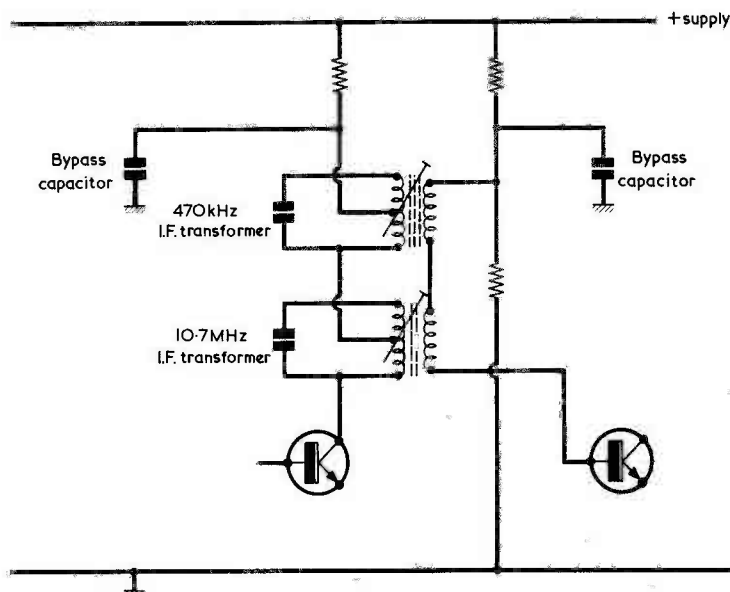 + supply
Bypass
capacitor
Bypass
capacitor
470kHz
I.F. transformer
10·7MHz
I.F. transformer